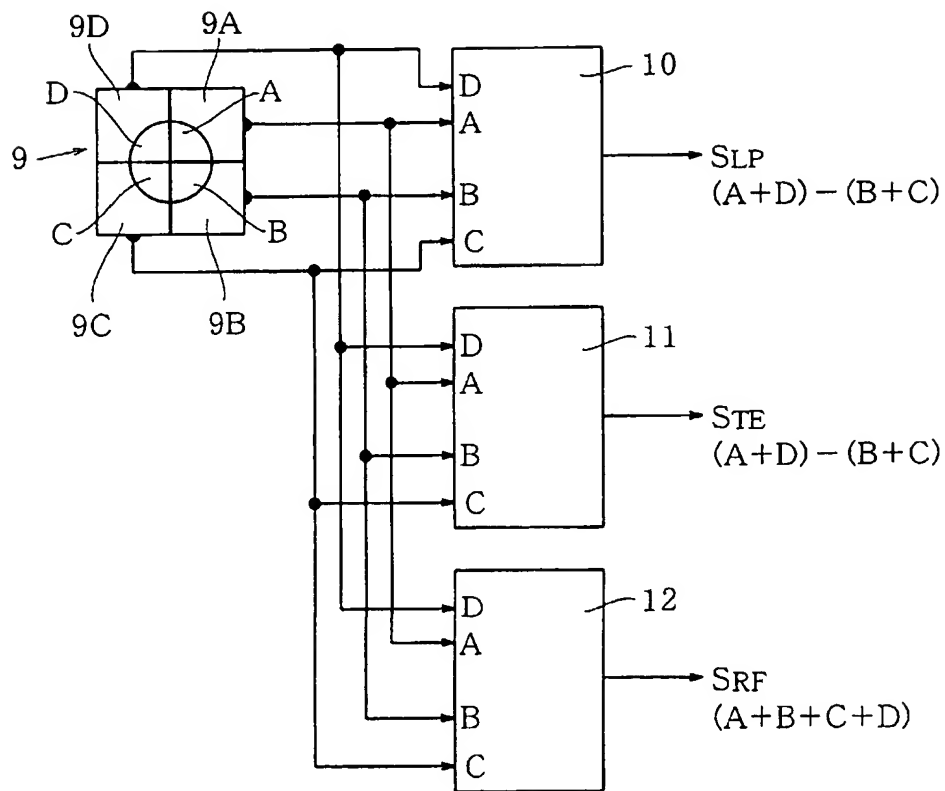 9D
9A
D
A
9
C
B
9C
9B
D
A
B
C
10
SLP
(A+D)-(B+C)
D
A
B
C
11
STE
(A+D)-(B+C)
D
A
B
C
12
SRF
(A+B+C+D)